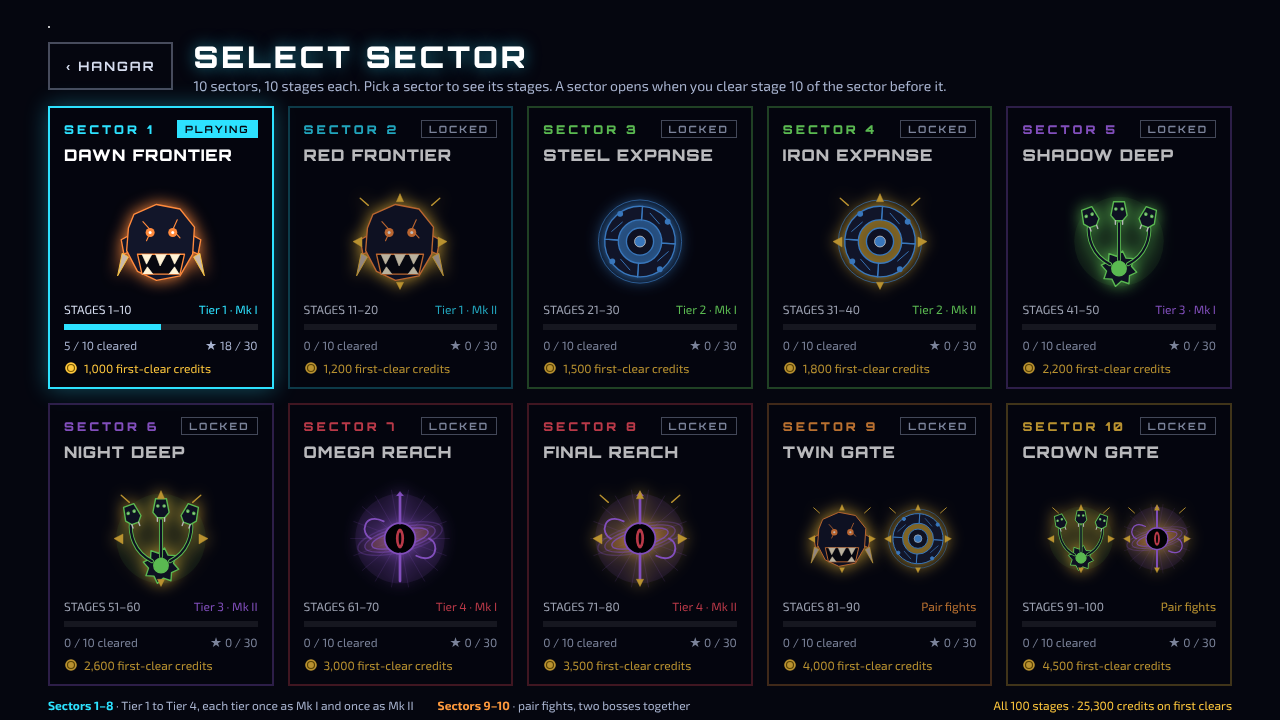 ‹ HANGAR
SELECT SECTOR
10 sectors, 10 stages each. Pick a sector to see its stages. A sector opens when you clear stage 10 of the sector before it.
SECTOR 1 PLAYING
DAWN FRONTIER
STAGES 1–10 Tier 1 · Mk I
5 / 10 cleared ★ 18 / 30
1,000 first-clear credits
SECTOR 2 LOCKED
RED FRONTIER
STAGES 11–20 Tier 1 · Mk II
0 / 10 cleared ★ 0 / 30
1,200 first-clear credits
SECTOR 3 LOCKED
STEEL EXPANSE
STAGES 21–30 Tier 2 · Mk I
0 / 10 cleared ★ 0 / 30
1,500 first-clear credits
SECTOR 4 LOCKED
IRON EXPANSE
STAGES 31–40 Tier 2 · Mk II
0 / 10 cleared ★ 0 / 30
1,800 first-clear credits
SECTOR 5 LOCKED
SHADOW DEEP
STAGES 41–50 Tier 3 · Mk I
0 / 10 cleared ★ 0 / 30
2,200 first-clear credits
SECTOR 6 LOCKED
NIGHT DEEP
STAGES 51–60 Tier 3 · Mk II
0 / 10 cleared ★ 0 / 30
2,600 first-clear credits
SECTOR 7 LOCKED
OMEGA REACH
STAGES 61–70 Tier 4 · Mk I
0 / 10 cleared ★ 0 / 30
3,000 first-clear credits
SECTOR 8 LOCKED
FINAL REACH
STAGES 71–80 Tier 4 · Mk II
0 / 10 cleared ★ 0 / 30
3,500 first-clear credits
SECTOR 9 LOCKED
TWIN GATE
STAGES 81–90 Pair fights
0 / 10 cleared ★ 0 / 30
4,000 first-clear credits
SECTOR 10 LOCKED
CROWN GATE
STAGES 91–100 Pair fights
0 / 10 cleared ★ 0 / 30
4,500 first-clear credits
Sectors 1–8 · Tier 1 to Tier 4, each tier once as Mk I and once as Mk II Sectors 9–10 · pair fights, two bosses together All 100 stages · 25,300 credits on first clears